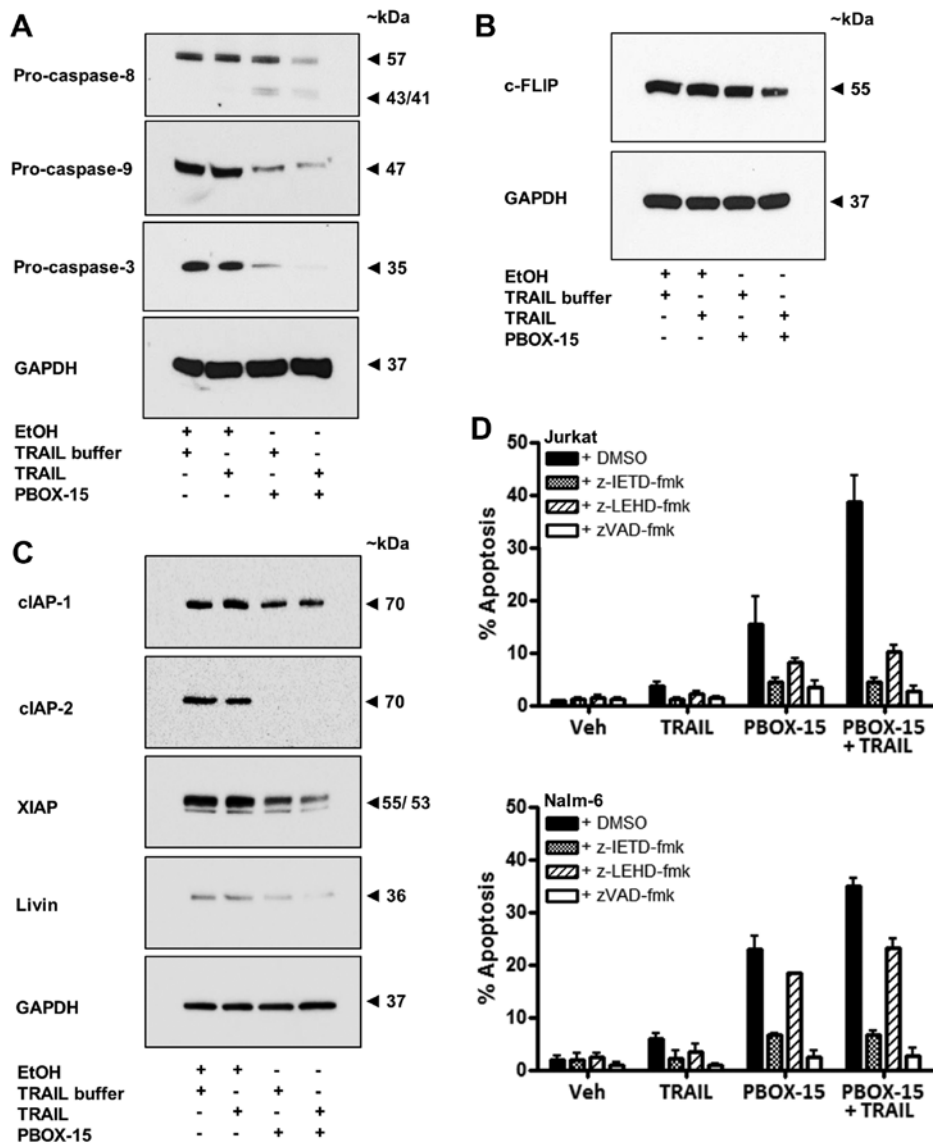 A
~kDa
Pro-caspase-8
◄ 57
◄ 43/41
Pro-caspase-9
◄ 47
Pro-caspase-3
◄ 35
GAPDH
◄ 37
EtOH + + - -
TRAIL buffer + - + -
TRAIL - + - +
PBOX-15 - - + +
B
~kDa
c-FLIP
◄ 55
GAPDH
◄ 37
EtOH + + - -
TRAIL buffer + - + -
TRAIL - + - +
PBOX-15 - - + +
C
~kDa
cIAP-1
◄ 70
cIAP-2
◄ 70
XIAP
◄ 55/ 53
Livin
◄ 36
GAPDH
◄ 37
EtOH + + - -
TRAIL buffer + - + -
TRAIL - + - +
PBOX-15 - - + +
D
Jurkat
+ DMSO
+ z-IETD-fmk
+ z-LEHD-fmk
+ zVAD-fmk
% Apoptosis
50
40
30
20
10
0
Veh TRAIL PBOX-15 PBOX-15
+ TRAIL
Nalm-6
+ DMSO
+ z-IETD-fmk
+ z-LEHD-fmk
+ zVAD-fmk
% Apoptosis
50
40
30
20
10
0
Veh TRAIL PBOX-15 PBOX-15
+ TRAIL